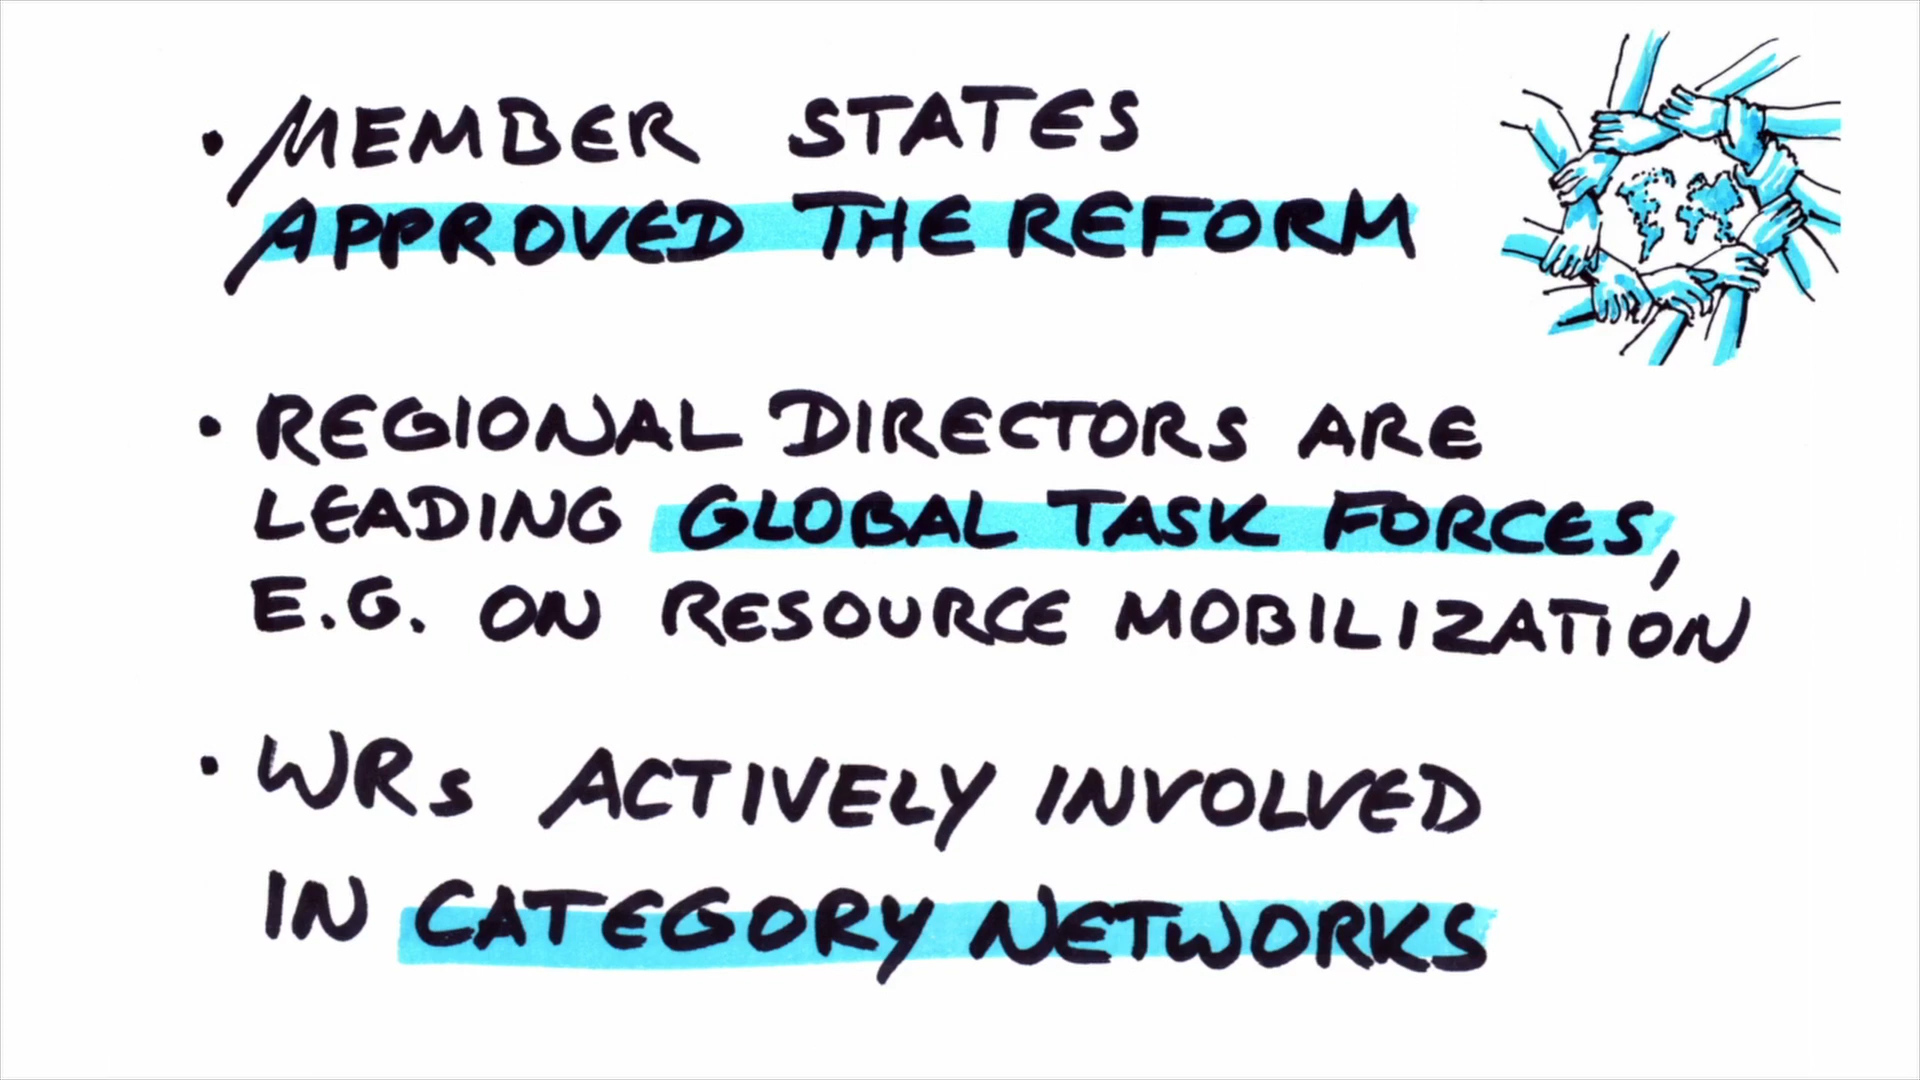 • MEMBER STATES
APPROVED THE REFORM
• REGIONAL DIRECTORS ARE
LEADING GLOBAL TASK FORCES,
E.G. ON RESOURCE MOBILIZATION
• WRs ACTIVELY INVOLVED
IN CATEGORY NETWORKS